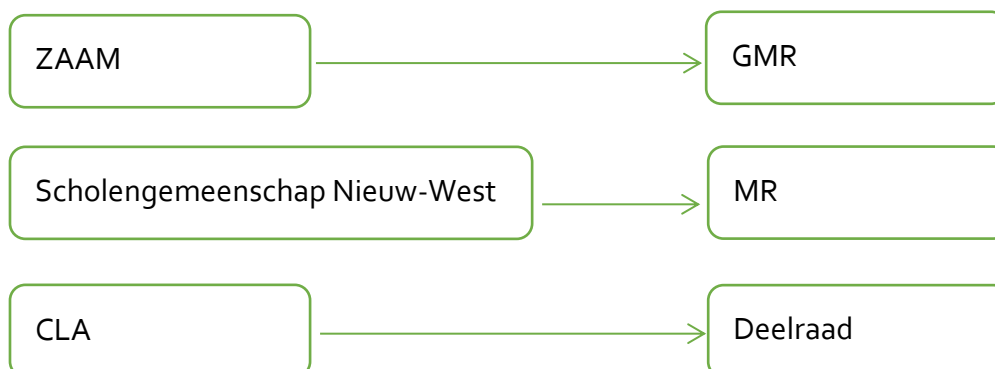 ZAAM
GMR
Scholengemeenschap Nieuw-West
MR
CLA
Deelraad